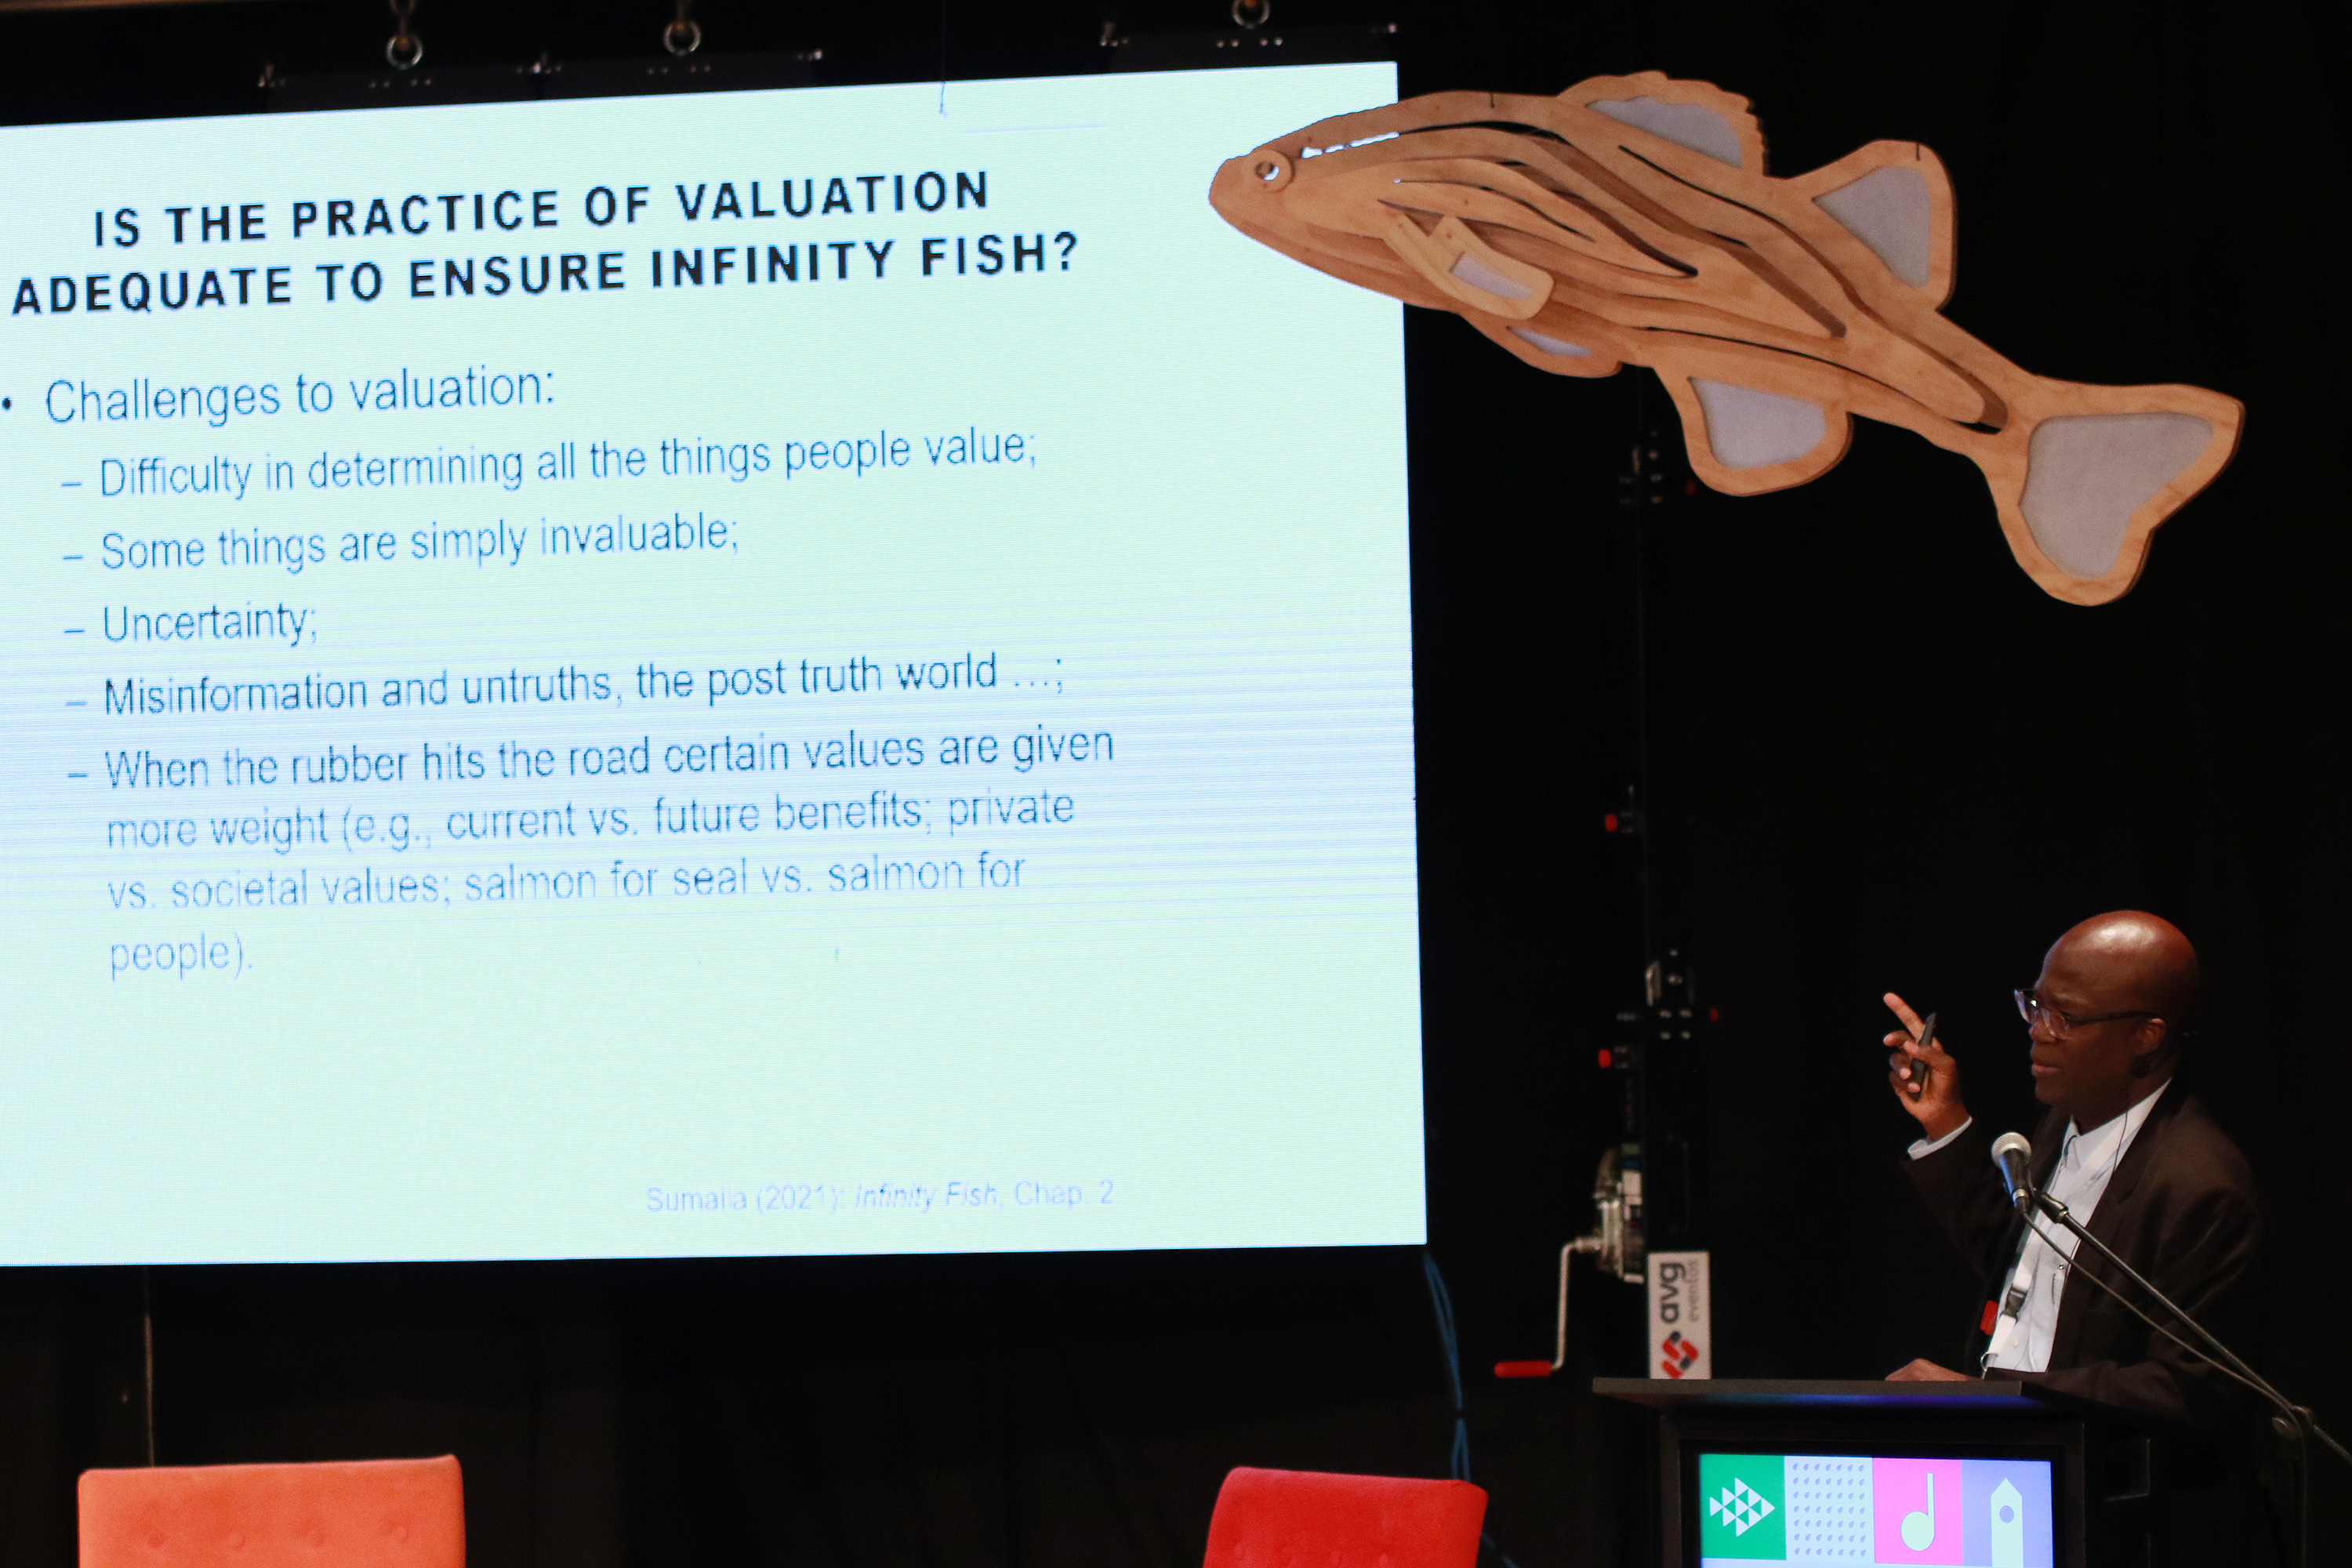 IS THE PRACTICE OF VALUATION
ADEQUATE TO ENSURE INFINITY FISH?
• Challenges to valuation:
– Difficulty in determining all the things people value;
– Some things are simply invaluable;
– Uncertainty;
– Misinformation and untruths, the post truth world …;
– When the rubber hits the road certain values are given
more weight (e.g., current vs. future benefits; private
vs. societal values; salmon for seal vs. salmon for
people).
Sumaila (2021): Infinity Fish, Chap. 2
avg
eventos